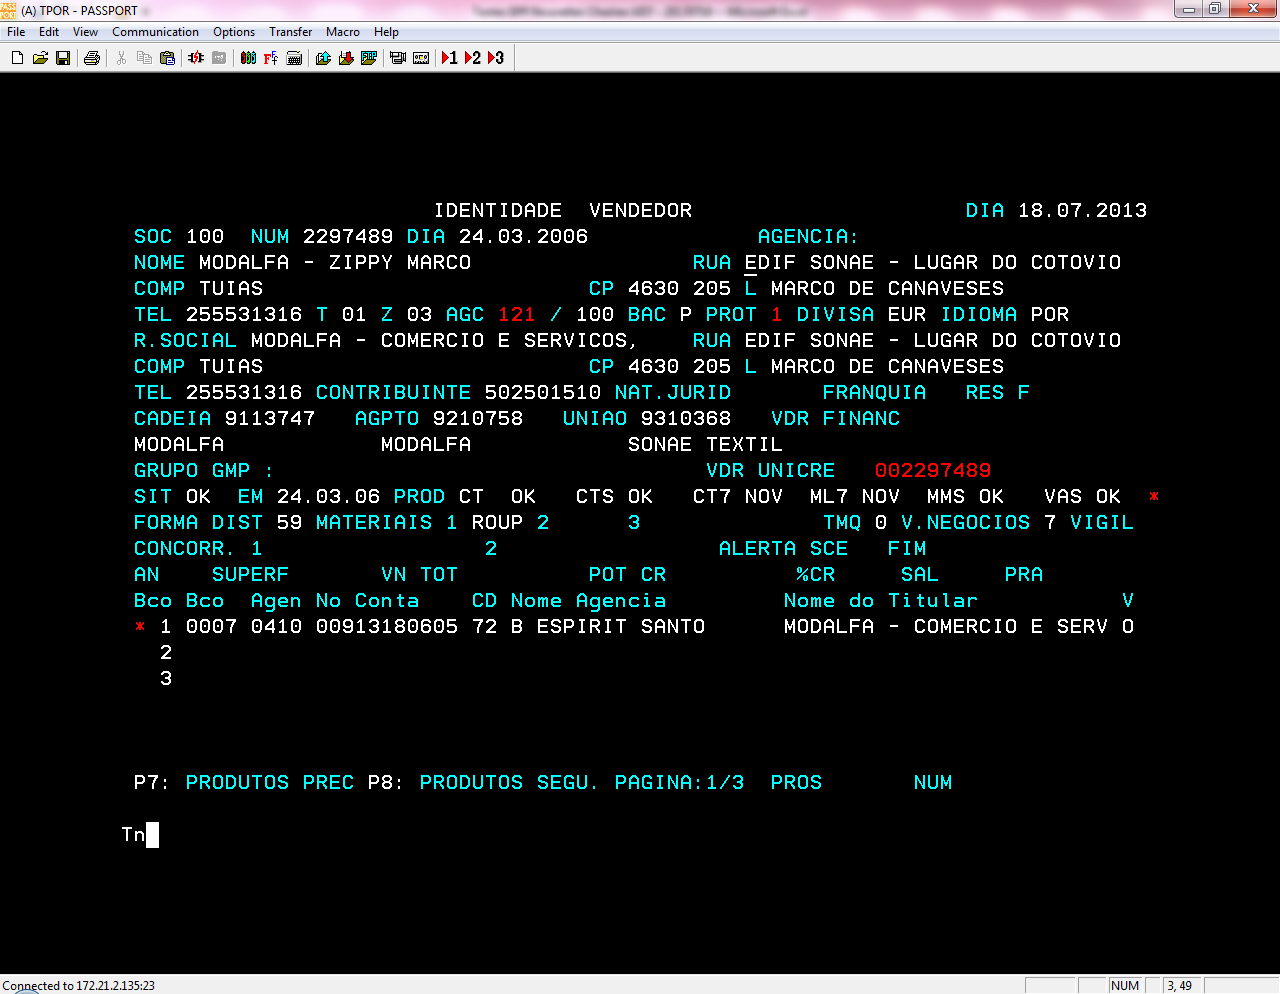 (A) TPOR - PASSPORT
File Edit View Communication Options Transfer Macro Help
1 2 3
IDENTIDADE VENDEDOR DIA 18.07.2013
SOC 100 NUM 2297489 DIA 24.03.2006 AGENCIA:
NOME MODALFA - ZIPPY MARCO RUA EDIF SONAE - LUGAR DO COTOVIO
COMP TUIAS CP 4630 205 L MARCO DE CANAVESES
TEL 255531316 T 01 Z 03 AGC 121 / 100 BAC P PROT 1 DIVISA EUR IDIOMA POR
R.SOCIAL MODALFA - COMERCIO E SERVICOS, RUA EDIF SONAE - LUGAR DO COTOVIO
COMP TUIAS CP 4630 205 L MARCO DE CANAVESES
TEL 255531316 CONTRIBUINTE 502501510 NAT.JURID FRANQUIA RES F
CADEIA 9113747 AGPTO 9210758 UNIAO 9310368 VDR FINANC
MODALFA MODALFA SONAE TEXTIL
GRUPO GMP : VDR UNICRE 002297489
SIT OK EM 24.03.06 PROD CT OK CTS OK CT7 NOV ML7 NOV MMS OK VAS OK *
FORMA DIST 59 MATERIAIS 1 ROUP 2 3 TMQ 0 V.NEGOCIOS 7 VIGIL
CONCORR. 1 2 ALERTA SCE FIM
AN SUPERF VN TOT POT CR %CR SAL PRA
Bco Bco Agen No Conta CD Nome Agencia Nome do Titular V
* 1 0007 0410 00913180605 72 B ESPIRIT SANTO MODALFA - COMERCIO E SERV O
2
3
P7: PRODUTOS PREC P8: PRODUTOS SEGU. PAGINA:1/3 PROS NUM
Tn
Connected to 172.21.2.135:23 NUM 3, 49